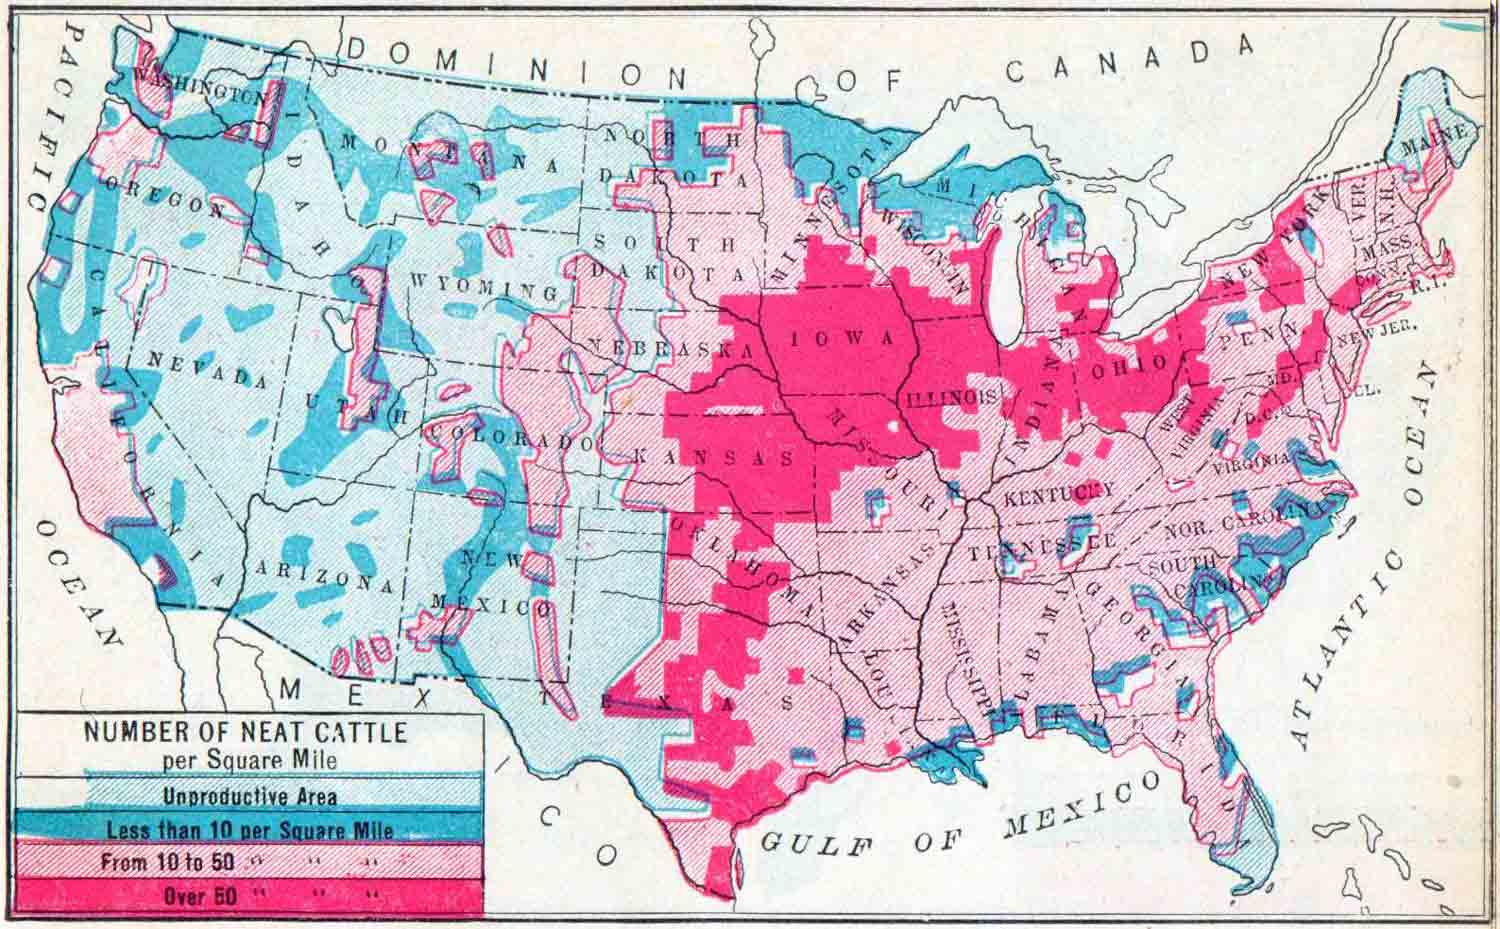 DOMINION OF CANADA
PACIFIC
OCEAN
WASHINGTON
OREGON
CALIFORNIA
NEVADA
IDAHO
MONTANA
WYOMING
UTAH
COLORADO
ARIZONA
NEW
MEXICO
NORTH
DAKOTA
SOUTH
DAKOTA
NEBRASKA
KANSAS
OKLAHOMA
TEXAS
MINNESOTA
IOWA
MISSOURI
ARKANSAS
LOUISIANA
WISCONSIN
ILLINOIS
MICHIGAN
INDIANA
OHIO
KENTUCKY
TENNESSEE
MISSISSIPPI
ALABAMA
GEORGIA
FLORIDA
SOUTH
CAROLINA
NOR. CAROLINA
VIRGINIA
WEST
VIRGINIA
D.C.
MD.
DEL.
PENN.
NEW JER.
NEW YORK
CONN.
R.I.
MASS.
VER.
N.H.
MAINE
ATLANTIC OCEAN
GULF OF MEXICO
MEXICO
NUMBER OF NEAT CATTLE
per Square Mile
Unproductive Area
Less than 10 per Square Mile
From 10 to 50 " " "
Over 50 " " "